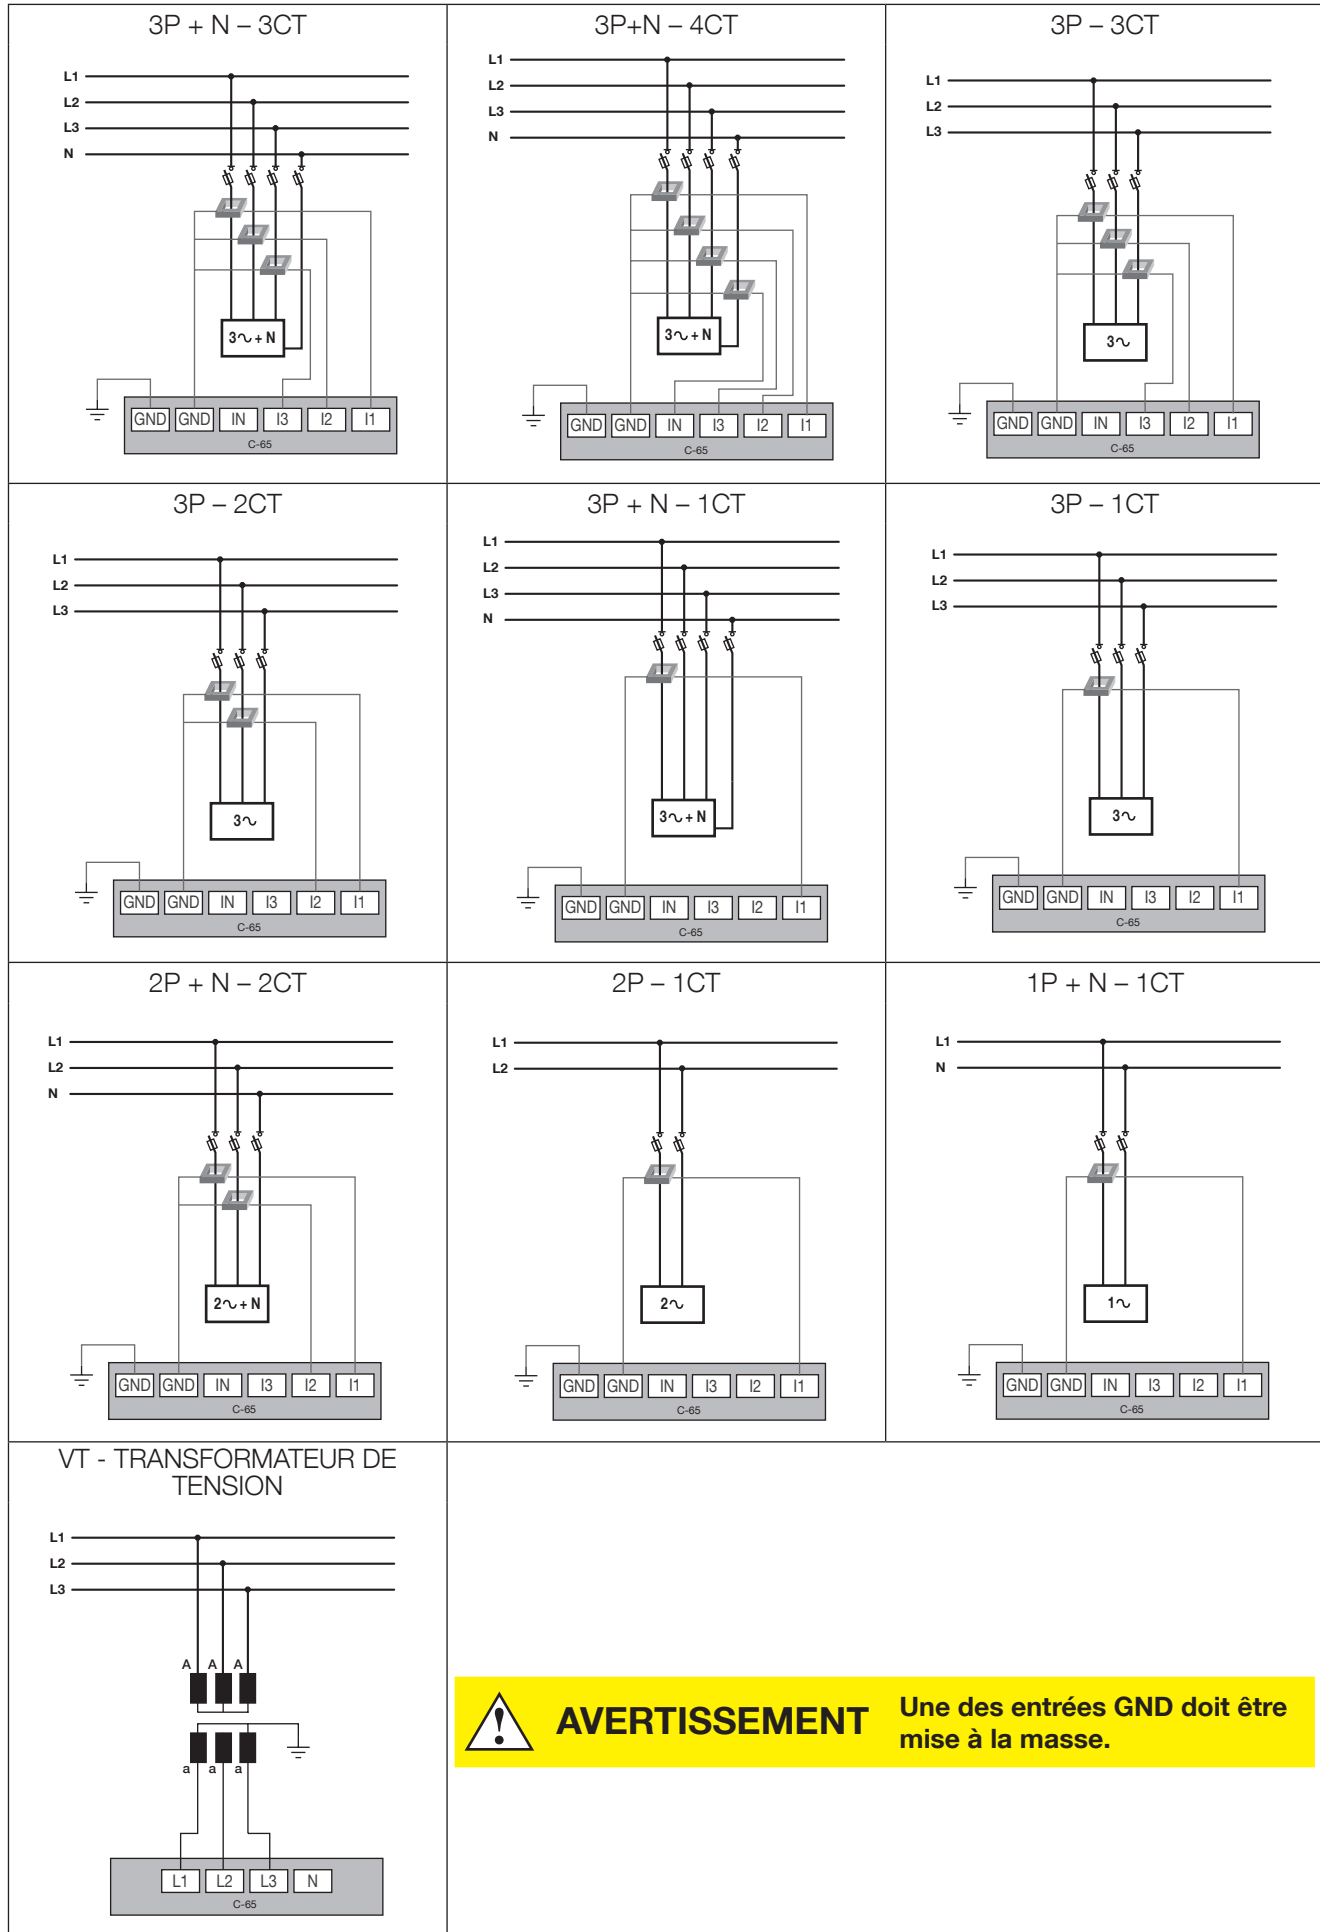 3P + N – 3CT
L1
L2
L3
N
3∿ + N
GND GND IN I3 I2 I1
C-65
3P+N – 4CT
L1
L2
L3
N
3∿ + N
GND GND IN I3 I2 I1
C-65
3P – 3CT
L1
L2
L3
3∿
GND GND IN I3 I2 I1
C-65
3P – 2CT
L1
L2
L3
3∿
GND GND IN I3 I2 I1
C-65
3P + N – 1CT
L1
L2
L3
N
3∿ + N
GND GND IN I3 I2 I1
C-65
3P – 1CT
L1
L2
L3
3∿
GND GND IN I3 I2 I1
C-65
2P + N – 2CT
L1
L2
N
2∿ + N
GND GND IN I3 I2 I1
C-65
2P – 1CT
L1
L2
2∿
GND GND IN I3 I2 I1
C-65
1P + N – 1CT
L1
N
1∿
GND GND IN I3 I2 I1
C-65
VT - TRANSFORMATEUR DE
TENSION
L1
L2
L3
A A A
a a a
L1 L2 L3 N
C-65
AVERTISSEMENT
Une des entrées GND doit être
mise à la masse.